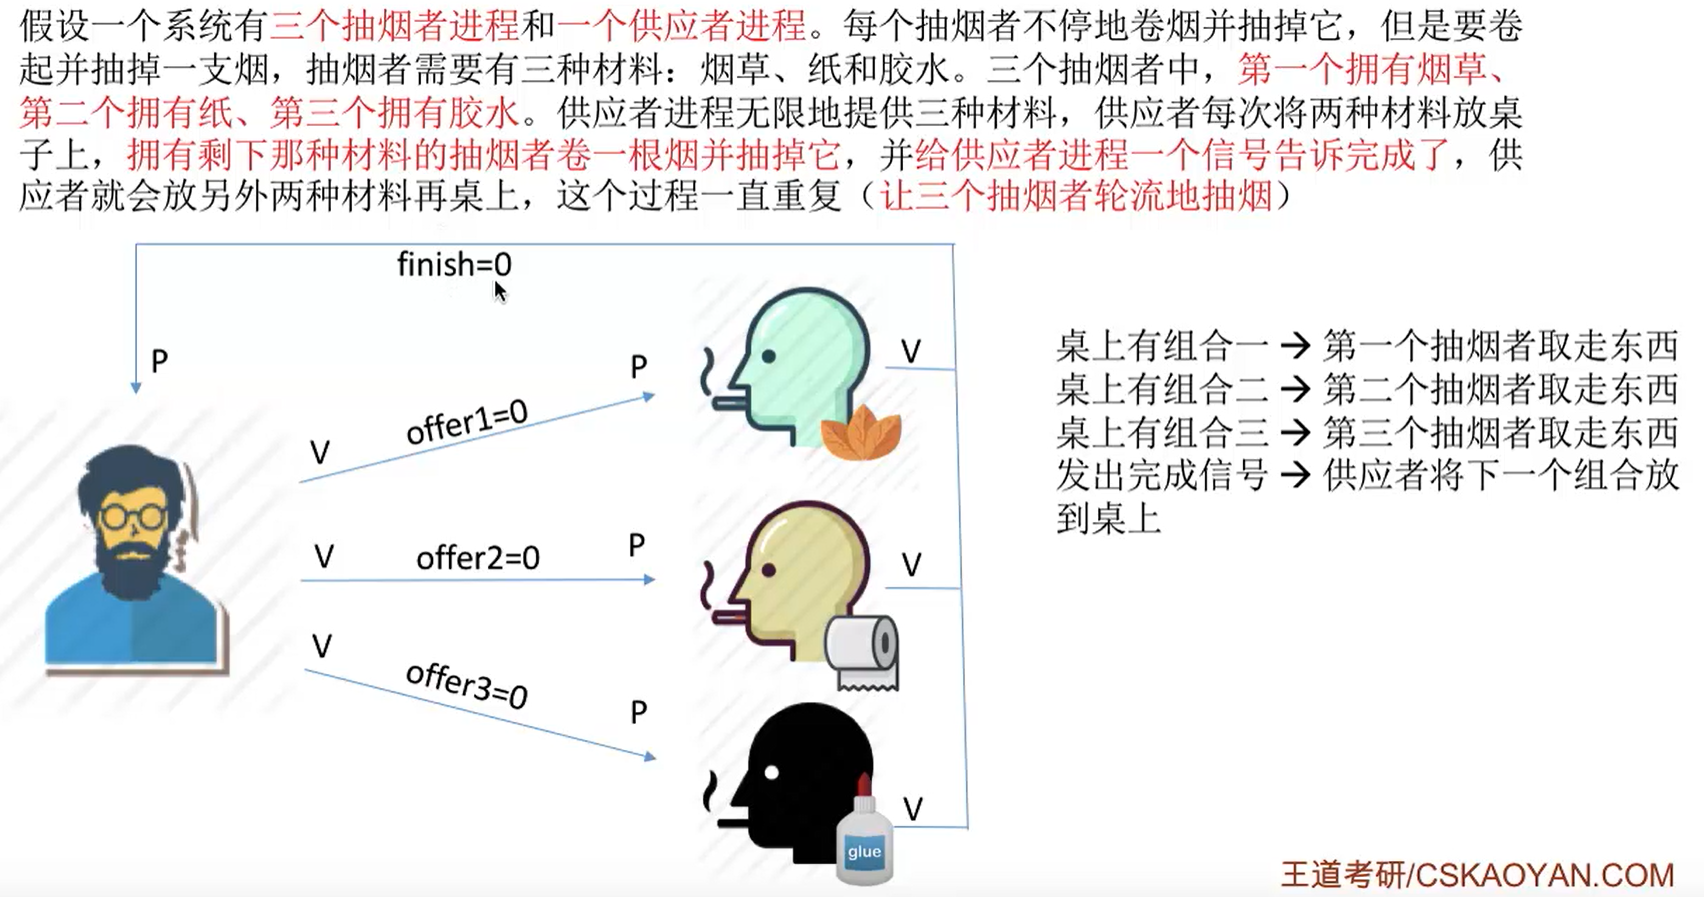 假设一个系统有三个抽烟者进程和一个供应者进程。每个抽烟者不停地卷烟并抽掉它，但是要卷
起并抽掉一支烟，抽烟者需要有三种材料：烟草、纸和胶水。三个抽烟者中，第一个拥有烟草、
第二个拥有纸、第三个拥有胶水。供应者进程无限地提供三种材料，供应者每次将两种材料放桌
子上，拥有剩下那种材料的抽烟者卷一根烟并抽掉它，并给供应者进程一个信号告诉完成了，供
应者就会放另外两种材料再桌上，这个过程一直重复（让三个抽烟者轮流地抽烟）
finish=0
P
V
offer1=0
P
V
V
offer2=0
P
V
V
offer3=0
P
V
glue
桌上有组合一 → 第一个抽烟者取走东西
桌上有组合二 → 第二个抽烟者取走东西
桌上有组合三 → 第三个抽烟者取走东西
发出完成信号 → 供应者将下一个组合放
到桌上
王道考研/CSKAOYAN.COM